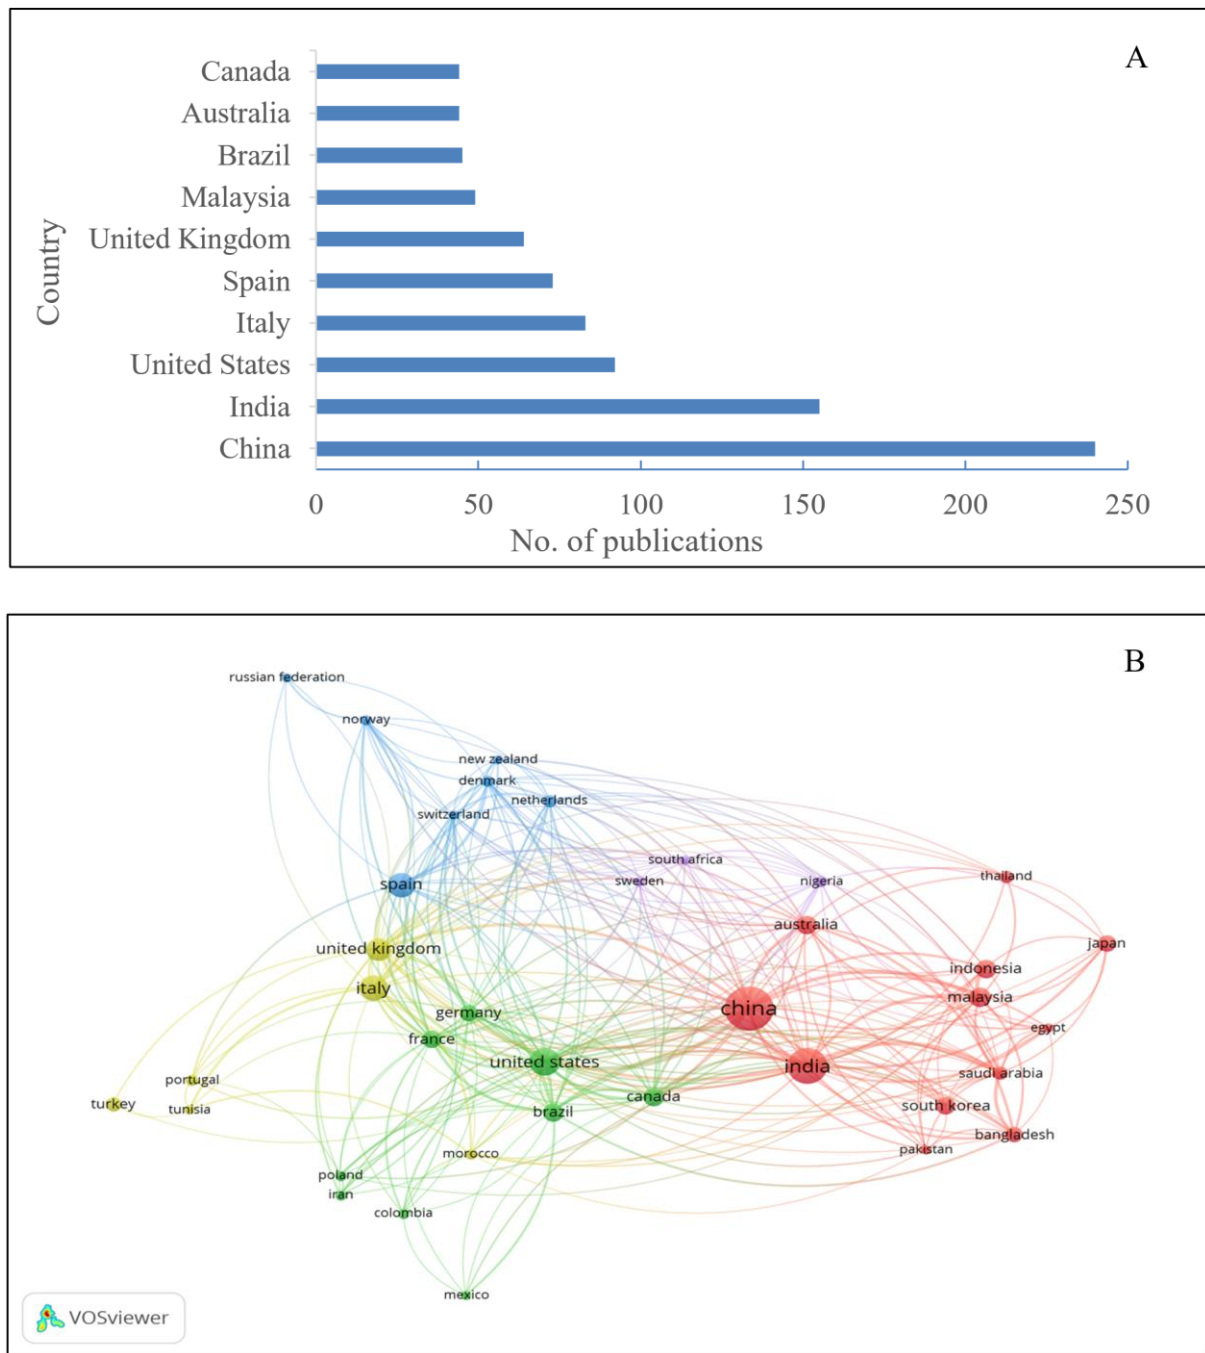 A
Canada
Australia
Brazil
Malaysia
United Kingdom
Spain
Italy
United States
India
China
Country
0 50 100 150 200 250
No. of publications
B
russian federation
norway
new zealand
denmark
netherlands
switzerland
south africa
sweden
nigeria
thailand
spain
australia
japan
united kingdom
indonesia
italy
malaysia
china
germany
egypt
france
united states
india
saudi arabia
portugal
canada
turkey
tunisia
brazil
south korea
bangladesh
morocco
pakistan
poland
iran
colombia
mexico
VOSviewer